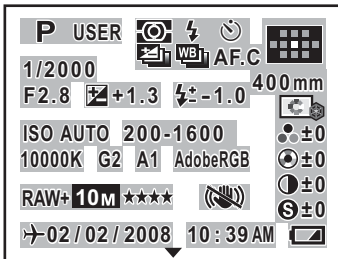 P USER
WB AF.C
1/2000
400mm
F2.8 +1.3 ±-1.0
C
ISO AUTO 200-1600 ±0
10000K G2 A1 AdobeRGB ±0
±0
RAW+ 10M ★★★★ S±0
02/02/2008 10:39AM